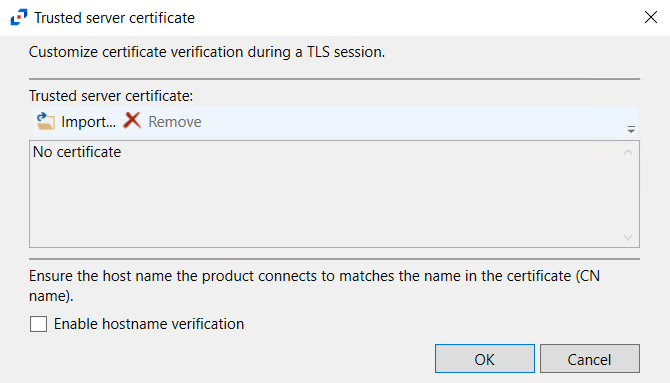 Trusted server certificate
Customize certificate verification during a TLS session.
Trusted server certificate:
Import... Remove
No certificate
Ensure the host name the product connects to matches the name in the certificate (CN
name).
Enable hostname verification
OK Cancel